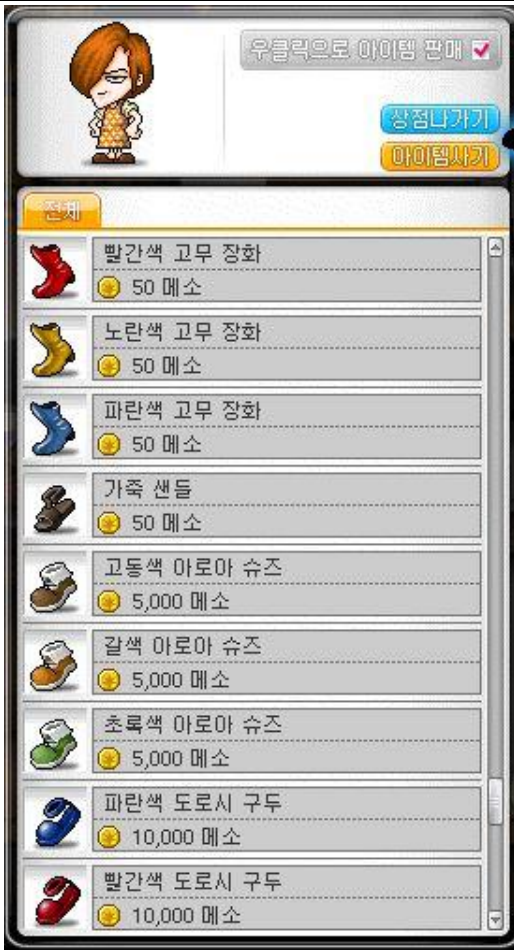 우클릭으로 아이템 판매
상점나가기
아이템사기
전체
빨간색 고무 장화
50 메소
노란색 고무 장화
50 메소
파란색 고무 장화
50 메소
가죽 샌들
50 메소
고동색 아로아 슈즈
5,000 메소
갈색 아로아 슈즈
5,000 메소
초록색 아로아 슈즈
5,000 메소
파란색 도로시 구두
10,000 메소
빨간색 도로시 구두
10,000 메소